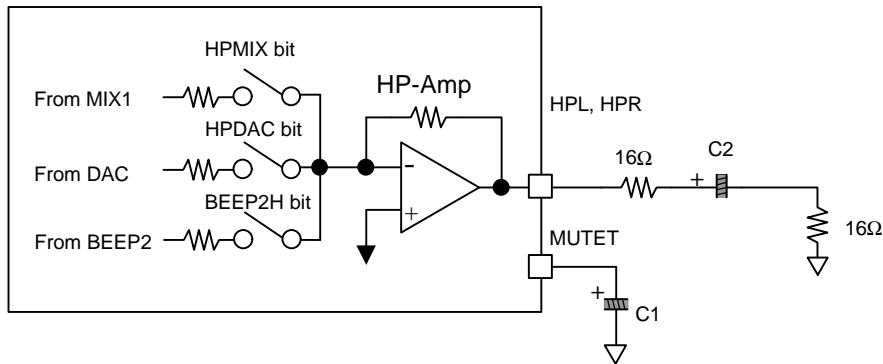 HPMIX bit
HP-Amp
From MIX1
HPL, HPR
HPDAC bit
16Ω
C2
+
-
From DAC
BEEP2H bit
+
16Ω
From BEEP2
MUTET
+
C1